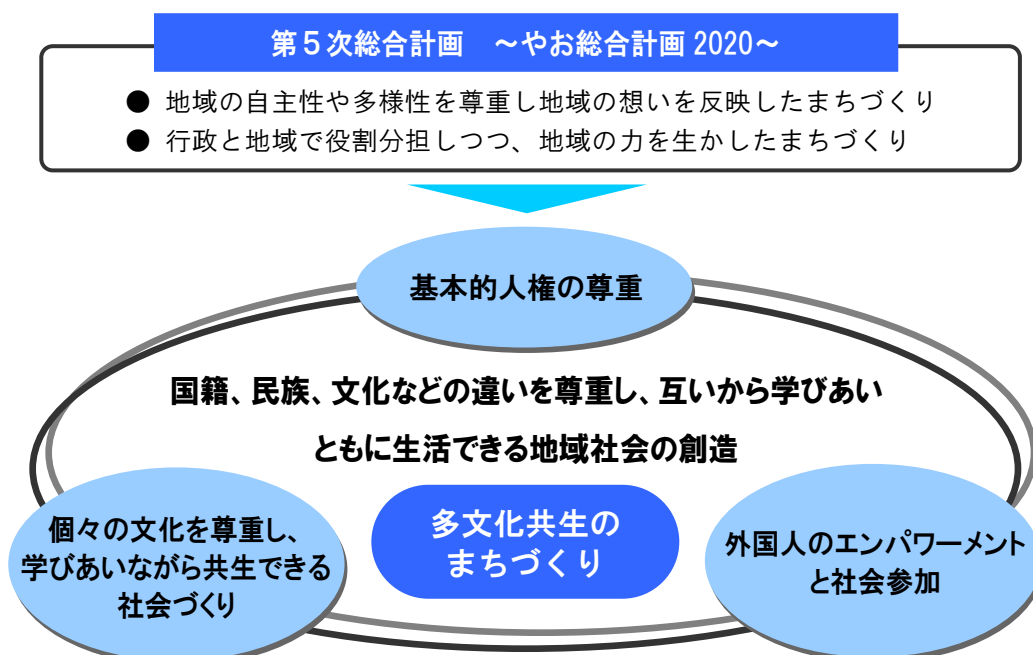 第５次総合計画　～やお総合計画 2020～
● 地域の自主性や多様性を尊重し地域の想いを反映したまちづくり
● 行政と地域で役割分担しつつ、地域の力を生かしたまちづくり
基本的人権の尊重
国籍、民族、文化などの違いを尊重し、互いから学びあい
ともに生活できる地域社会の創造
個々の文化を尊重し、
学びあいながら共生できる
社会づくり
多文化共生の
まちづくり
外国人のエンパワーメント
と社会参加